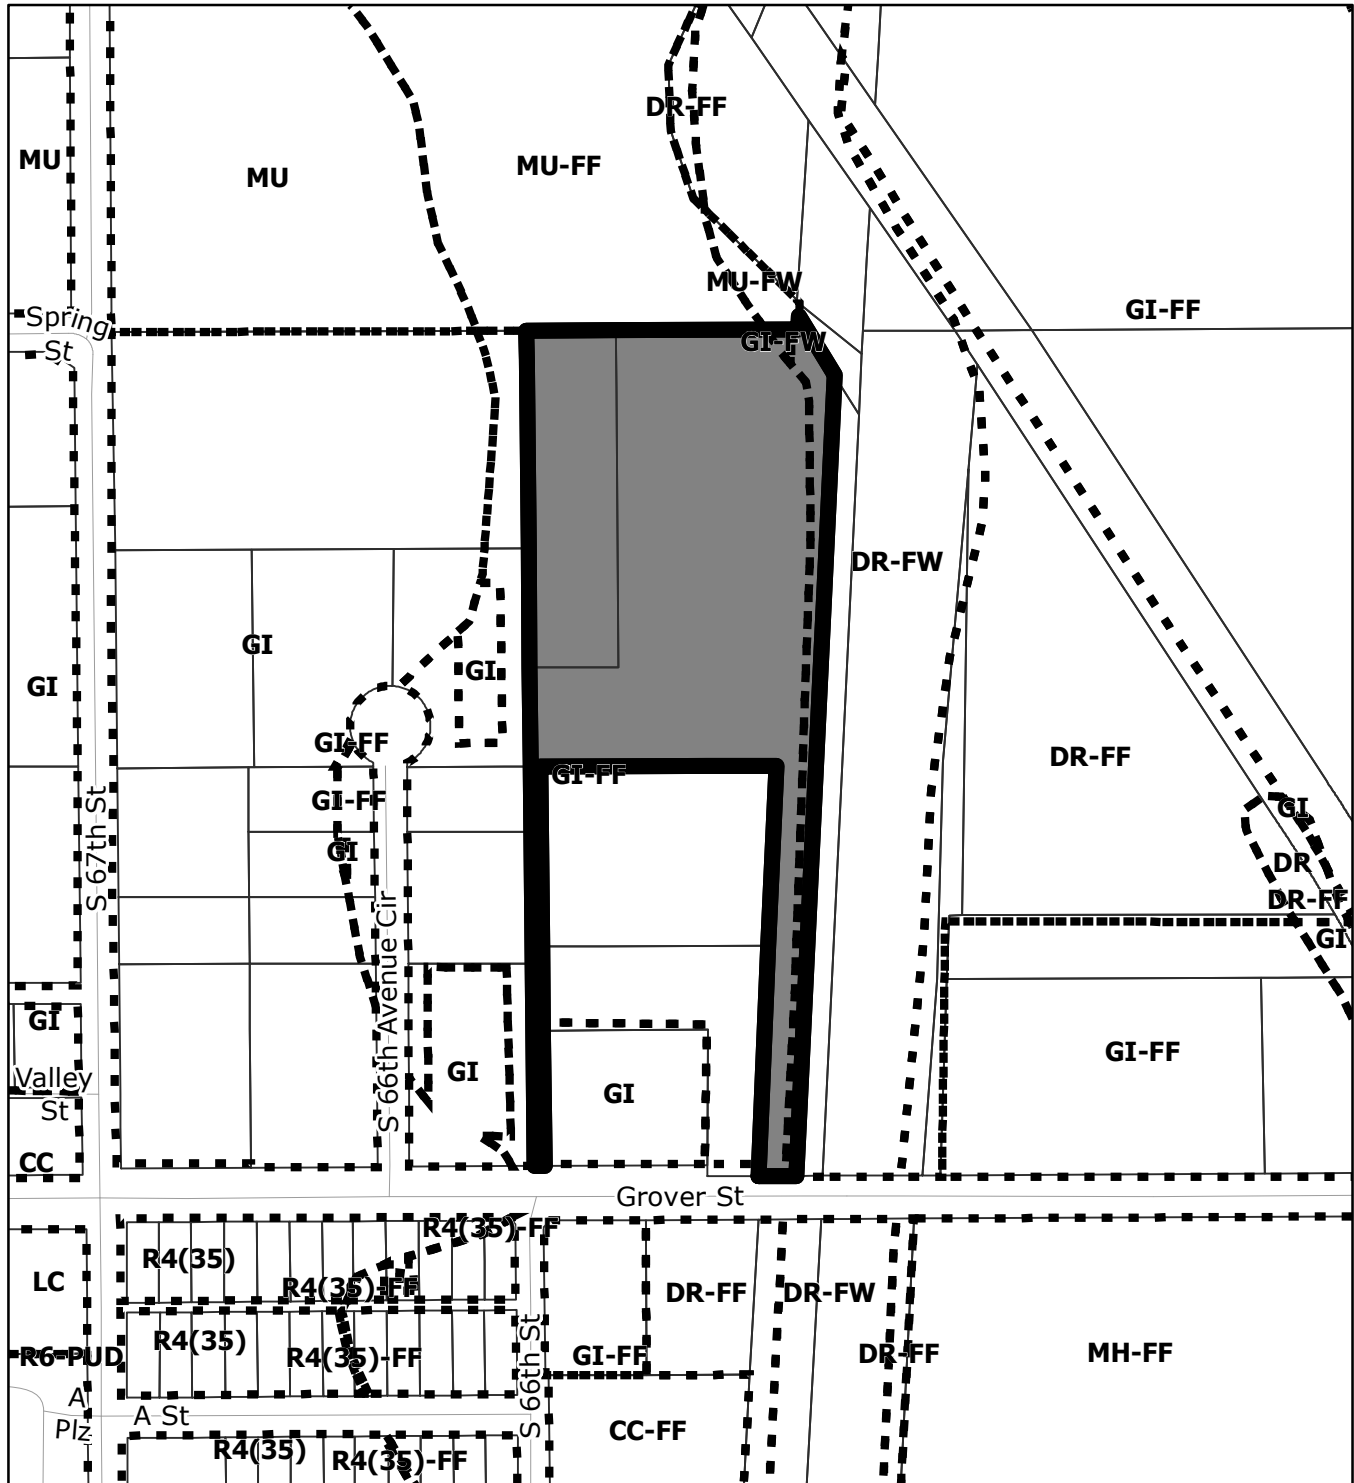 DR-FF
MU
MU
MU-FF
MU-FW
GI-FF
Spring
St
GI-FW
DR-FW
GI
GI
GI
GI-FF
DR-FF
GI-FF
GI-FF
GI
S 67th St
GI
DR
DR-FF
GI
S 66th Avenue Cir
GI
GI-FF
GI
GI
Valley
St
CC
Grover St
R4(35)-FF
R4(35)
LC
R4(35)-FF
DR-FF
DR-FW
R4(35)
R6-PUD
R4(35)-FF
GI-FF
DR-FF
MH-FF
S 66th St
A
Plz
A St
CC-FF
R4(35)
R4(35)-FF